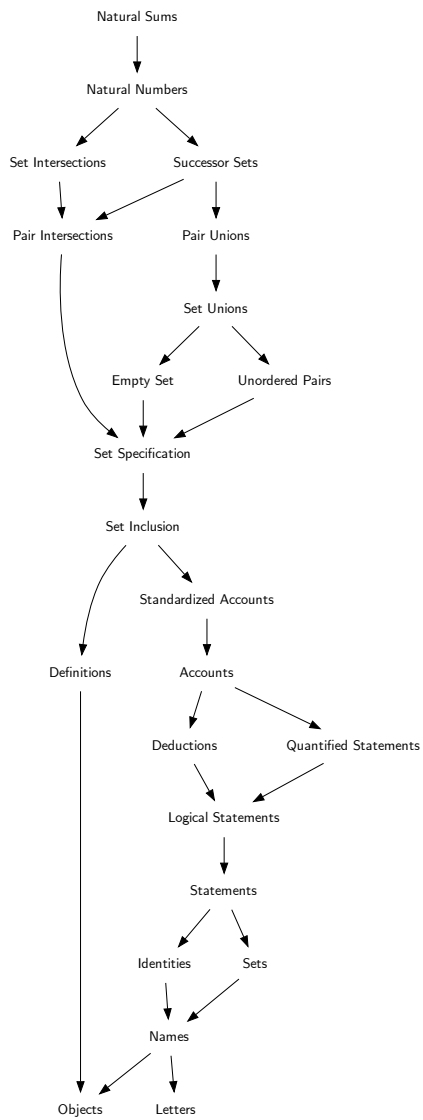 Natural Sums
Natural Numbers
Set Intersections
Successor Sets
Pair Intersections
Pair Unions
Set Unions
Empty Set
Unordered Pairs
Set Specification
Set Inclusion
Standardized Accounts
Definitions
Accounts
Deductions
Quantified Statements
Logical Statements
Statements
Identities
Sets
Names
Objects
Letters